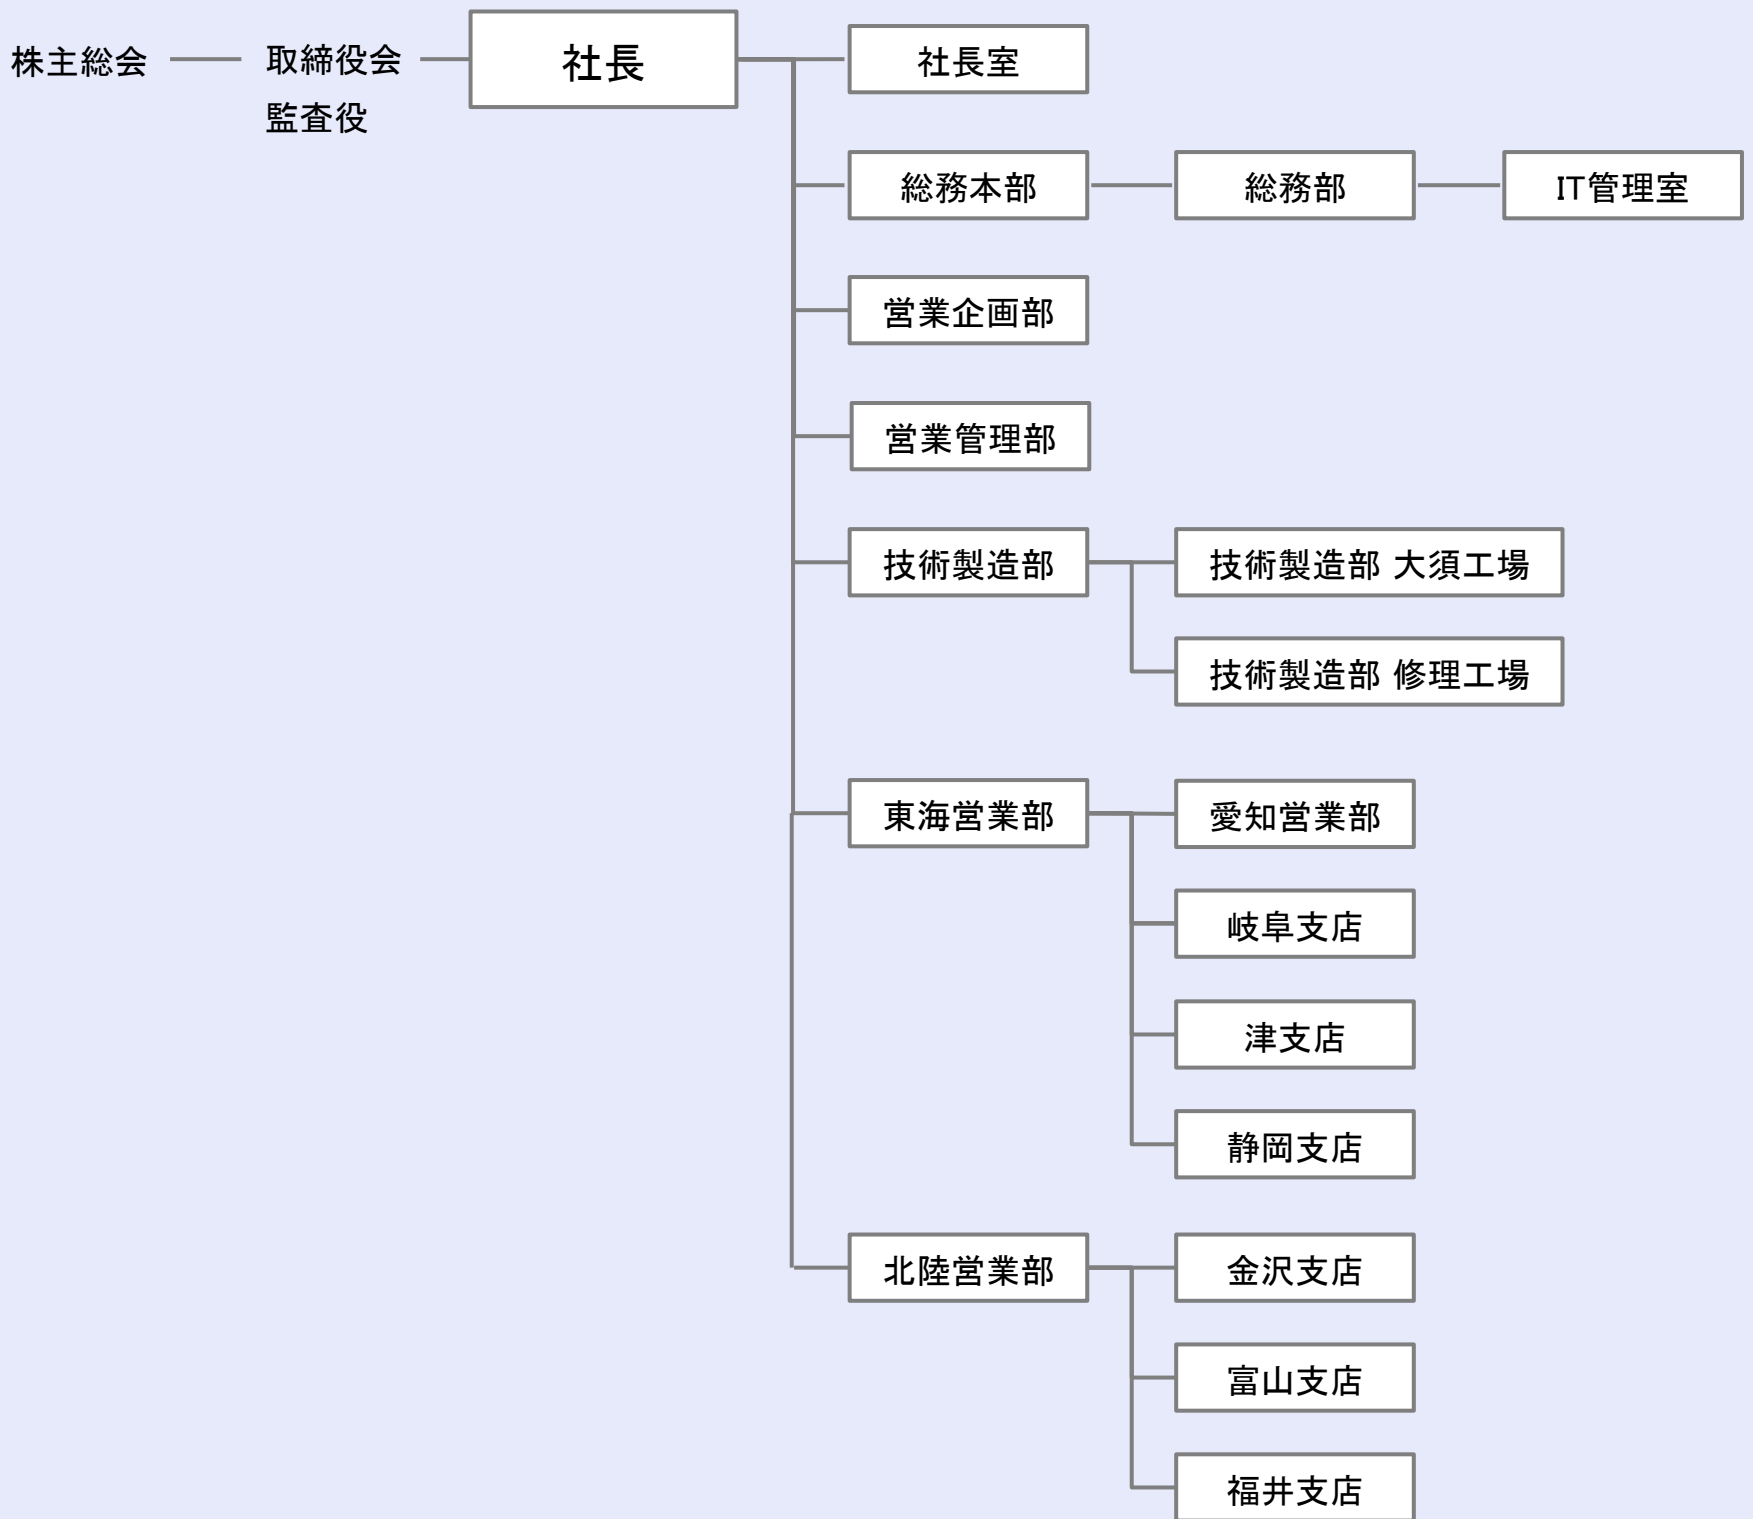 株主総会
取締役会
監査役
社長
社長室
総務本部
総務部
IT管理室
営業企画部
営業管理部
技術製造部
技術製造部 大須工場
技術製造部 修理工場
東海営業部
愛知営業部
岐阜支店
津支店
静岡支店
北陸営業部
金沢支店
富山支店
福井支店